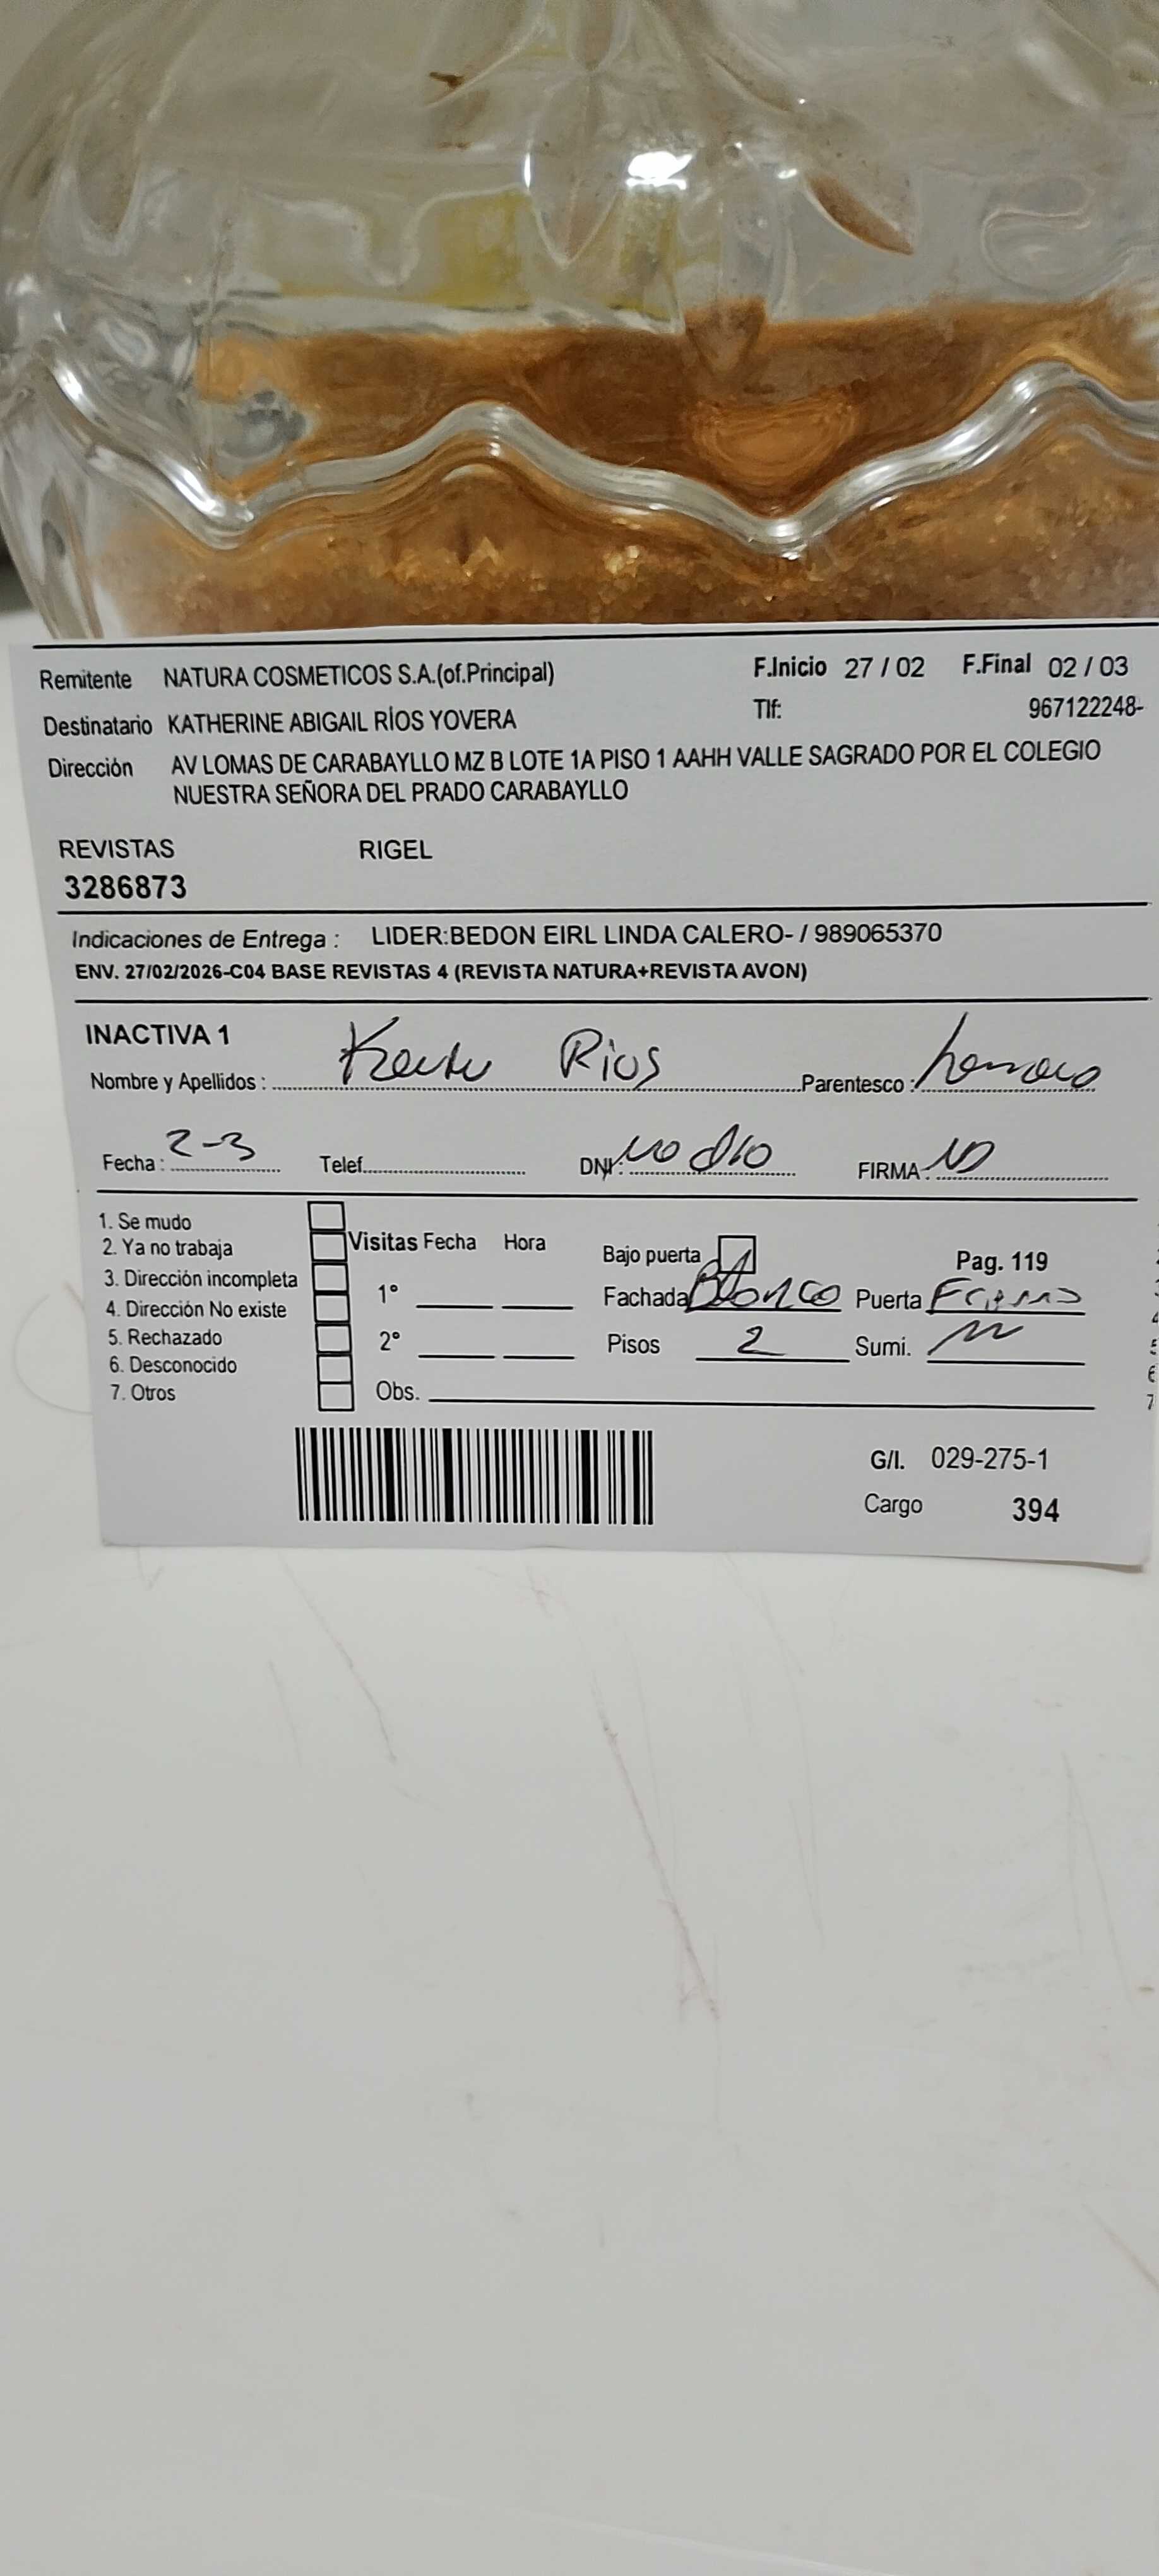 Remitente NATURA COSMETICOS S.A.(of.Principal) F.Inicio 27 / 02 F.Final 02 / 03
Destinatario KATHERINE ABIGAIL RÍOS YOVERA Tlf: 967122248-
Dirección AV LOMAS DE CARABAYLLO MZ B LOTE 1A PISO 1 AAHH VALLE SAGRADO POR EL COLEGIO
NUESTRA SEÑORA DEL PRADO CARABAYLLO
REVISTAS RIGEL
3286873
Indicaciones de Entrega : LIDER:BEDON EIRL LINDA CALERO- / 989065370
ENV. 27/02/2026-C04 BASE REVISTAS 4 (REVISTA NATURA+REVISTA AVON)
INACTIVA 1
Nombre y Apellidos : Rios Parentesco :
Fecha : 2-3 Telef. DNI: no dio FIRMA :
1. Se mudo
2. Ya no trabaja Visitas Fecha Hora Bajo puerta Pag. 119
3. Dirección incompleta 1° Fachada Blanco Puerta
4. Dirección No existe
5. Rechazado 2° Pisos 2 Sumi.
6. Desconocido
7. Otros Obs.
G/I. 029-275-1
Cargo 394